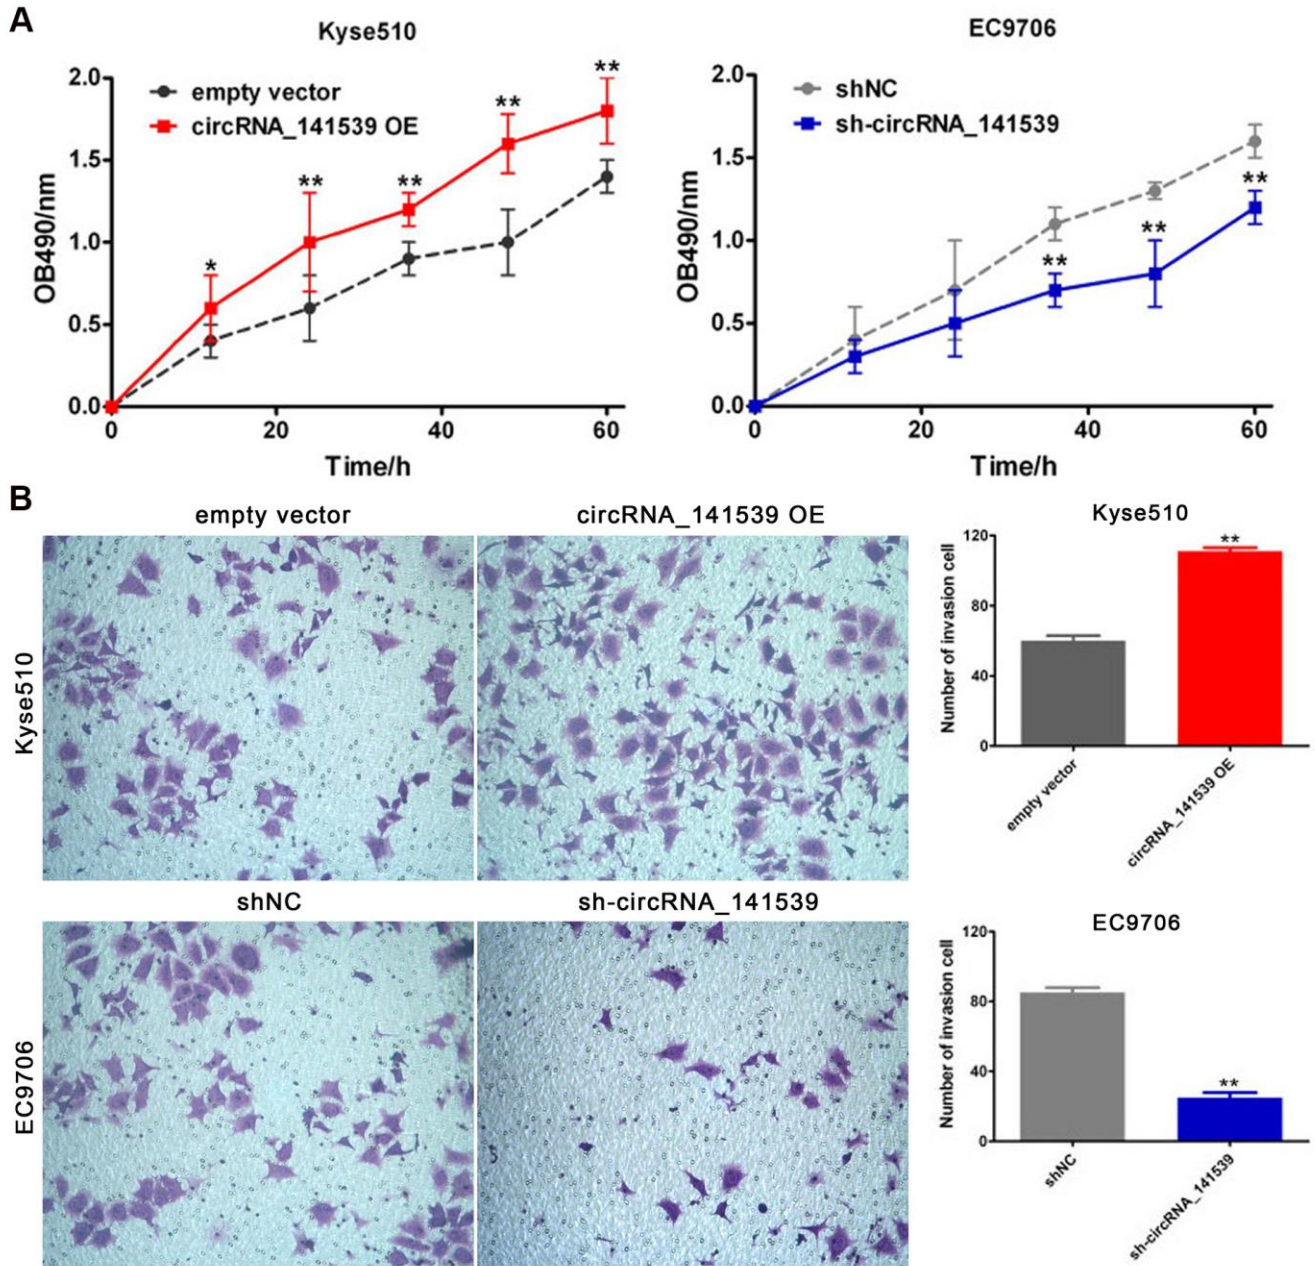 A
Kyse510
empty vector
circRNA_141539 OE
OB490/nm
2.0
1.5
1.0
0.5
0.0
*
**
**
**
**
0 20 40 60
Time/h
EC9706
shNC
sh-circRNA_141539
OB490/nm
2.0
1.5
1.0
0.5
0.0
**
**
**
0 20 40 60
Time/h
B
empty vector
circRNA_141539 OE
Kyse510
Kyse510
Number of invasion cell
120
80
40
0
**
empty vector
circRNA_141539 OE
shNC
sh-circRNA_141539
EC9706
EC9706
Number of invasion cell
120
80
40
0
**
shNC
sh-circRNA_141539